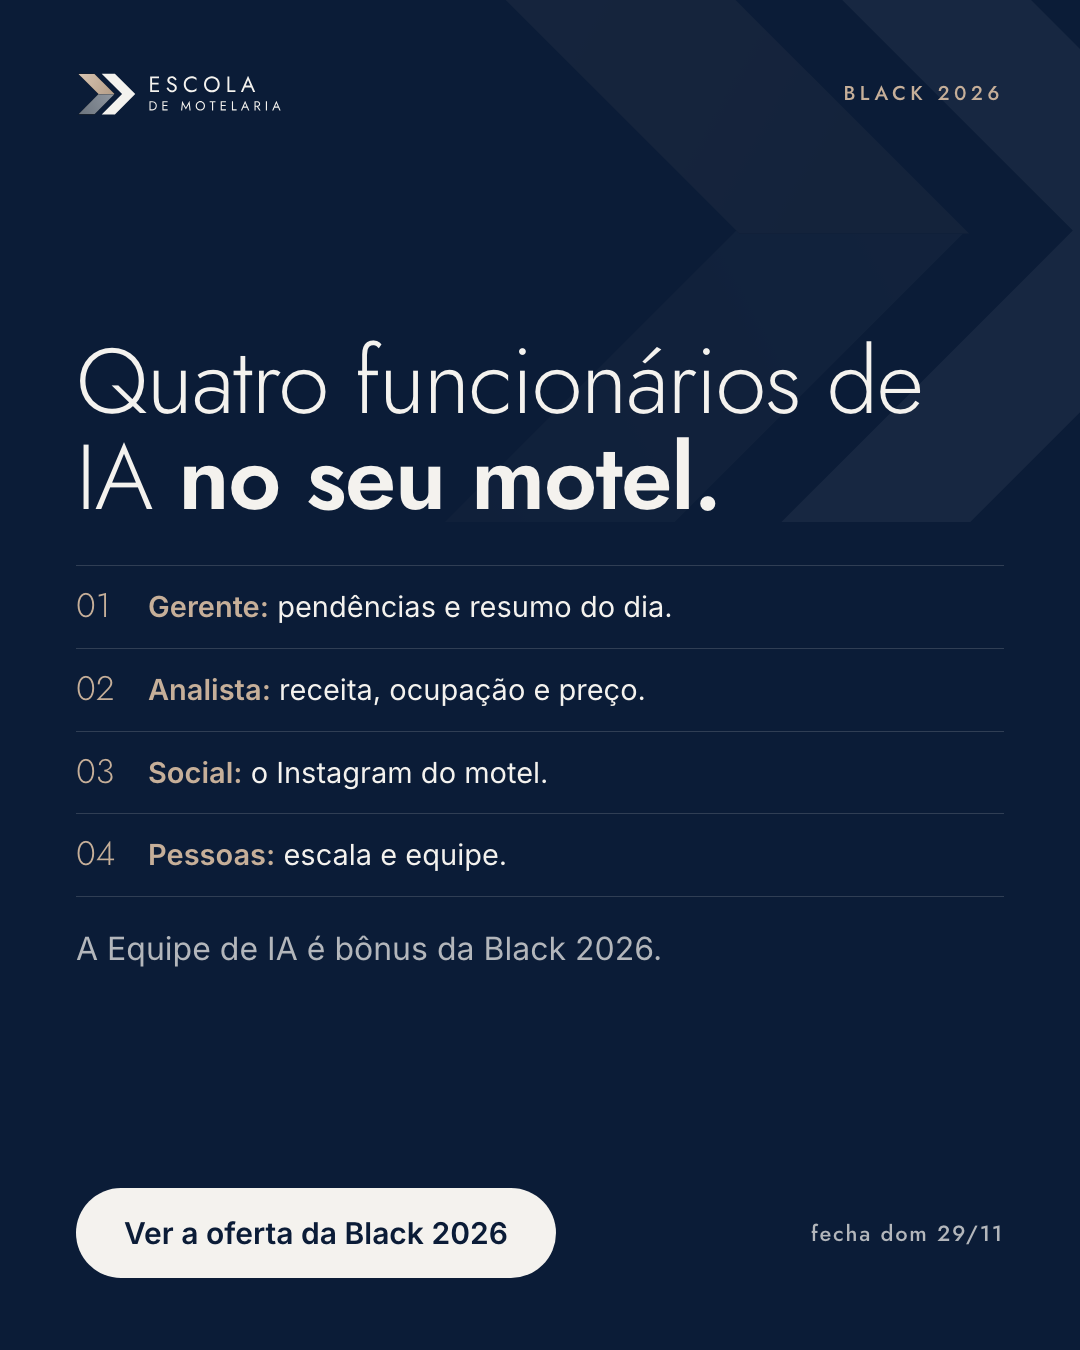 ESCOLA
DE MOTELARIA
BLACK 2026
Quatro funcionários de
IA no seu motel.
01 Gerente: pendências e resumo do dia.
02 Analista: receita, ocupação e preço.
03 Social: o Instagram do motel.
04 Pessoas: escala e equipe.
A Equipe de IA é bônus da Black 2026.
Ver a oferta da Black 2026
fecha dom 29/11